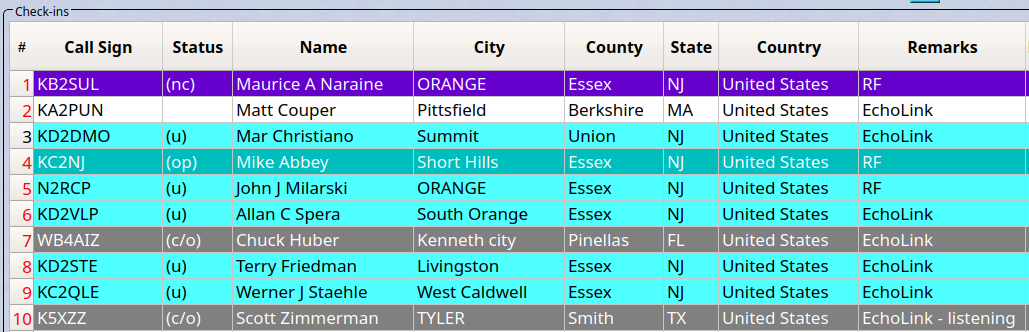 Check-ins
# Call Sign Status Name City County State Country Remarks
1 KB2SUL (nc) Maurice A Naraine ORANGE Essex NJ United States RF
2 KA2PUN Matt Couper Pittsfield Berkshire MA United States EchoLink
3 KD2DMO (u) Mar Christiano Summit Union NJ United States EchoLink
4 KC2NJ (op) Mike Abbey Short Hills Essex NJ United States RF
5 N2RCP (u) John J Milarski ORANGE Essex NJ United States RF
6 KD2VLP (u) Allan C Spera South Orange Essex NJ United States EchoLink
7 WB4AIZ (c/o) Chuck Huber Kenneth city Pinellas FL United States EchoLink
8 KD2STE (u) Terry Friedman Livingston Essex NJ United States EchoLink
9 KC2QLE (u) Werner J Staehle West Caldwell Essex NJ United States EchoLink
10 K5XZZ (c/o) Scott Zimmerman TYLER Smith TX United States EchoLink - listening